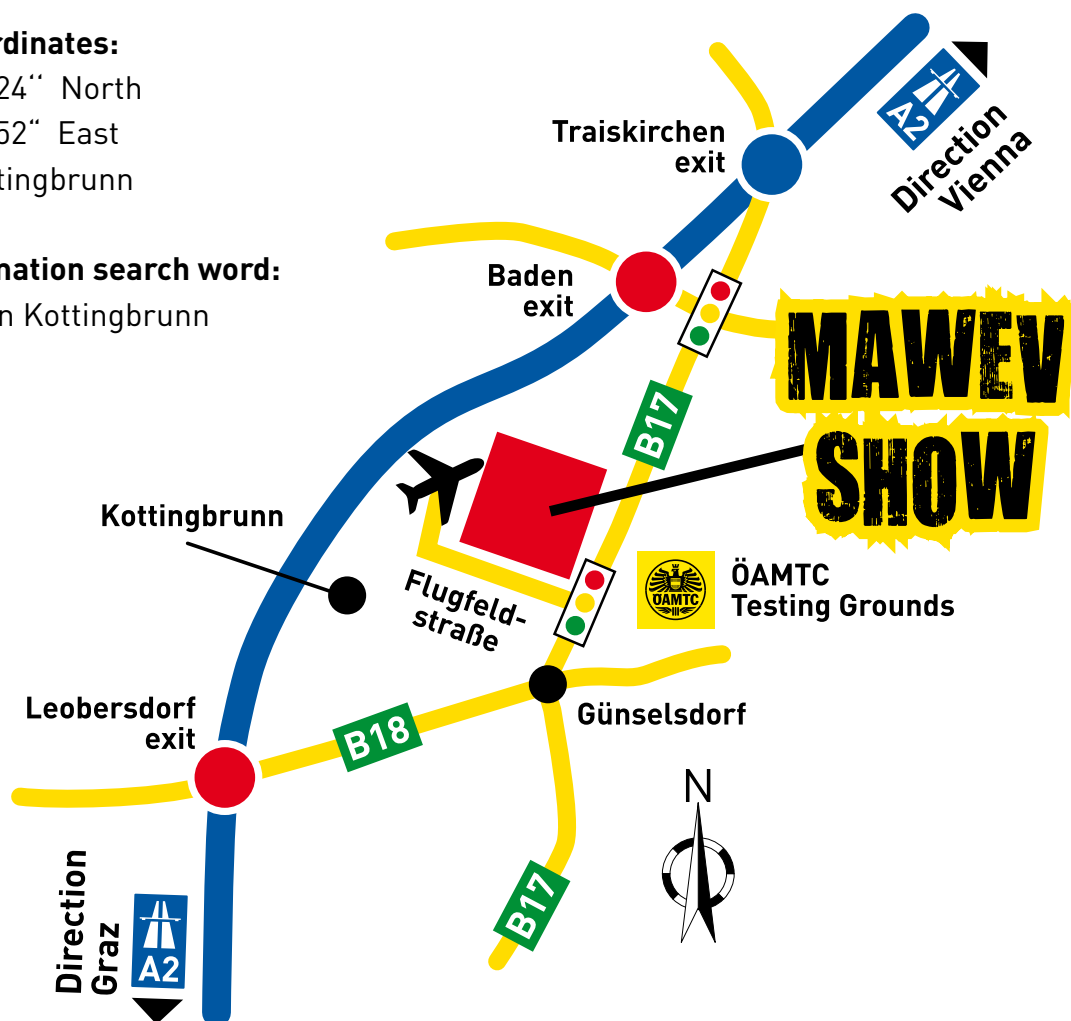 rdinates:
24“ North
52“ East
tingbrunn
nation search word:
n Kottingbrunn
Traiskirchen
exit
A2
Direction
Vienna
Baden
exit
MAWEV
SHOW
B17
Kottingbrunn
Flugfeld-
straße
ÖAMTC
ÖAMTC
Testing Grounds
Leobersdorf
exit
B18
Günselsdorf
N
B17
Direction
Graz
A2